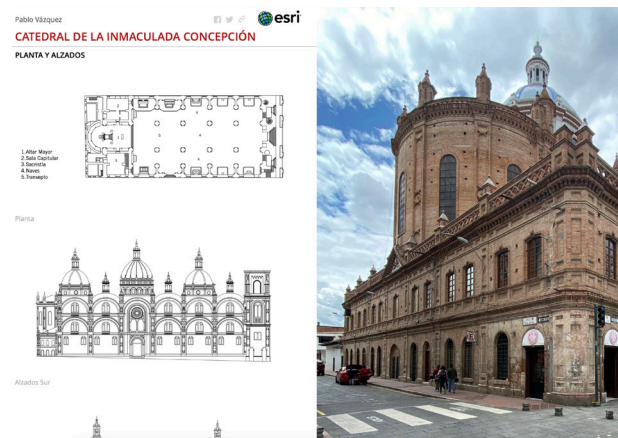 Pablo Vázquez
esri
CATEDRAL DE LA INMACULADA CONCEPCIÓN
PLANTA Y ALZADOS
1. Altar Mayor
2. Sala Capitular
3. Sacristía
4. Naves
5. Transepto
Planta
Alzados Sur